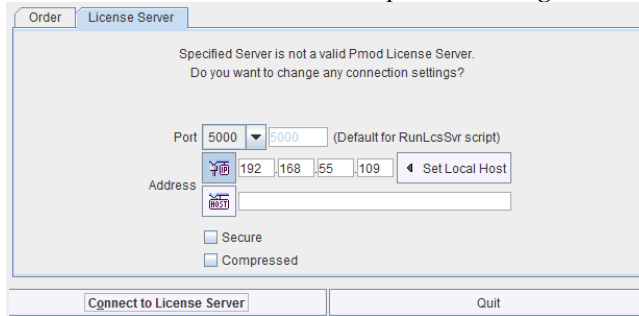 Order License Server
Specified Server is not a valid Pmod License Server.
Do you want to change any connection settings?
Port 5000 5000 (Default for RunLcsSvr script)
IP 192 .168 .55 .109 Set Local Host
Address
HOST
Secure
Compressed
Connect to License Server Quit